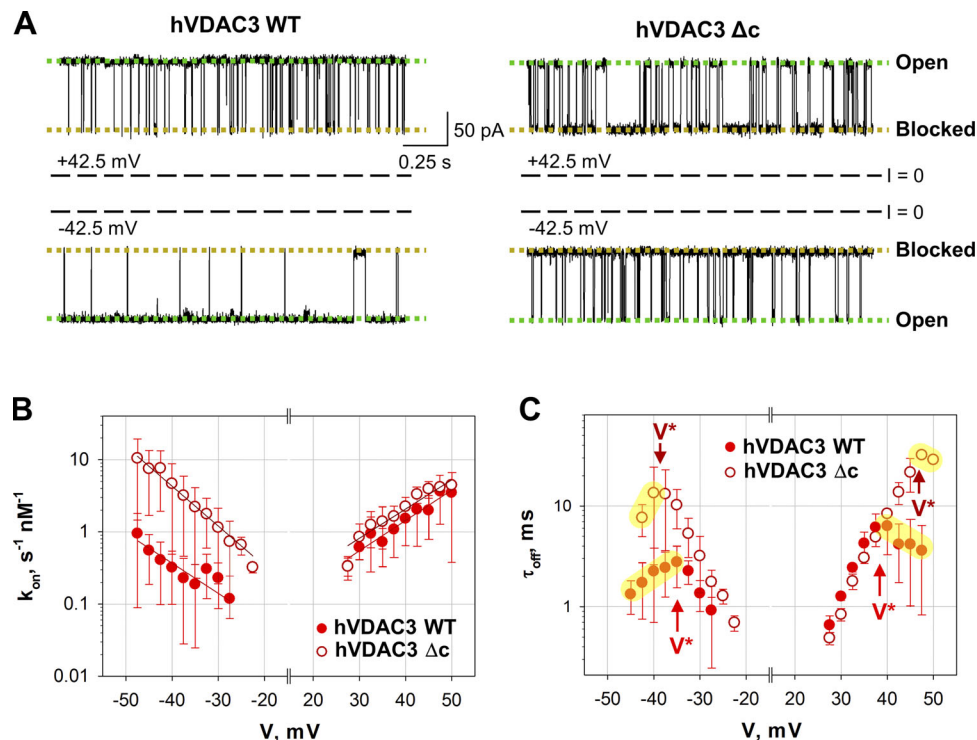 A
hVDAC3 WT
hVDAC3 Δc
Open
Blocked
50 pA
0.25 s
+42.5 mV
+42.5 mV
I = 0
I = 0
-42.5 mV
-42.5 mV
Blocked
Open
B
10
1
0.1
0.01
kon, s-1 nM-1
hVDAC3 WT
hVDAC3 Δc
-50 -40 -30 -20 20 30 40 50
V, mV
C
V*
hVDAC3 WT
hVDAC3 Δc
V*
10
1
τoff, ms
V*
V*
-50 -40 -30 -20 20 30 40 50
V, mV